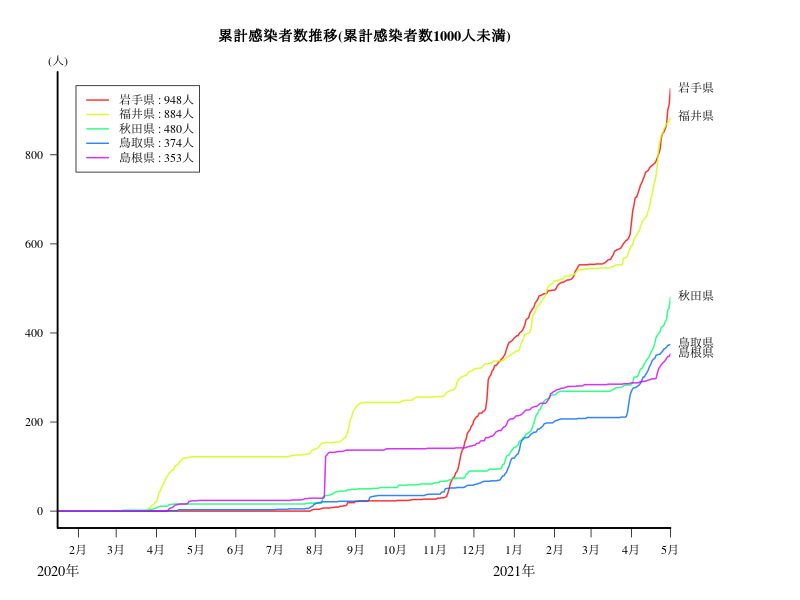 累計感染者数推移(累計感染者数1000人未満)
(人)
岩手県 : 948人
福井県 : 884人
秋田県 : 480人
鳥取県 : 374人
島根県 : 353人
岩手県
福井県
秋田県
鳥取県
島根県
800
600
400
200
0
2月 3月 4月 5月 6月 7月 8月 9月 10月 11月 12月 1月 2月 3月 4月 5月
2020年 2021年